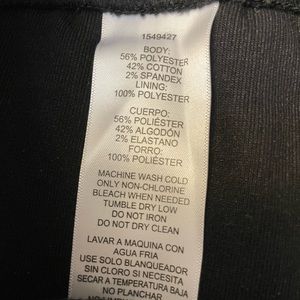 1549427
BODY:
56% POLYESTER
42% COTTON
2% SPANDEX
LINING:
100% POLYESTER
CUERPO:
56% POLIÉSTER
42% ALGODÓN
2% ELASTANO
FORRO:
100% POLIÉSTER
MACHINE WASH COLD
ONLY NON-CHLORINE
BLEACH WHEN NEEDED
TUMBLE DRY LOW
DO NOT IRON
DO NOT DRY CLEAN
LAVAR A MAQUINA CON
AGUA FRIA
USE SOLO BLANQUEADOR
SIN CLORO SI NECESITA
SECAR A TEMPERATURA BAJA
NO PLANCHAR